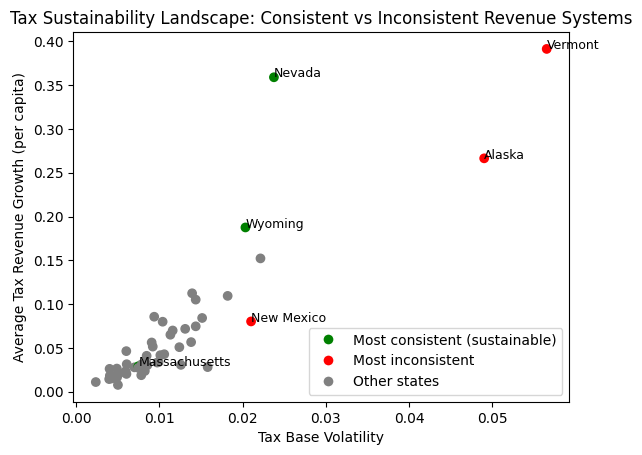 Tax Sustainability Landscape: Consistent vs Inconsistent Revenue Systems
Average Tax Revenue Growth (per capita)
0.40
0.35
0.30
0.25
0.20
0.15
0.10
0.05
0.00
Vermont
Nevada
Alaska
Wyoming
New Mexico
Massachusetts
Most consistent (sustainable)
Most inconsistent
Other states
0.00 0.01 0.02 0.03 0.04 0.05
Tax Base Volatility